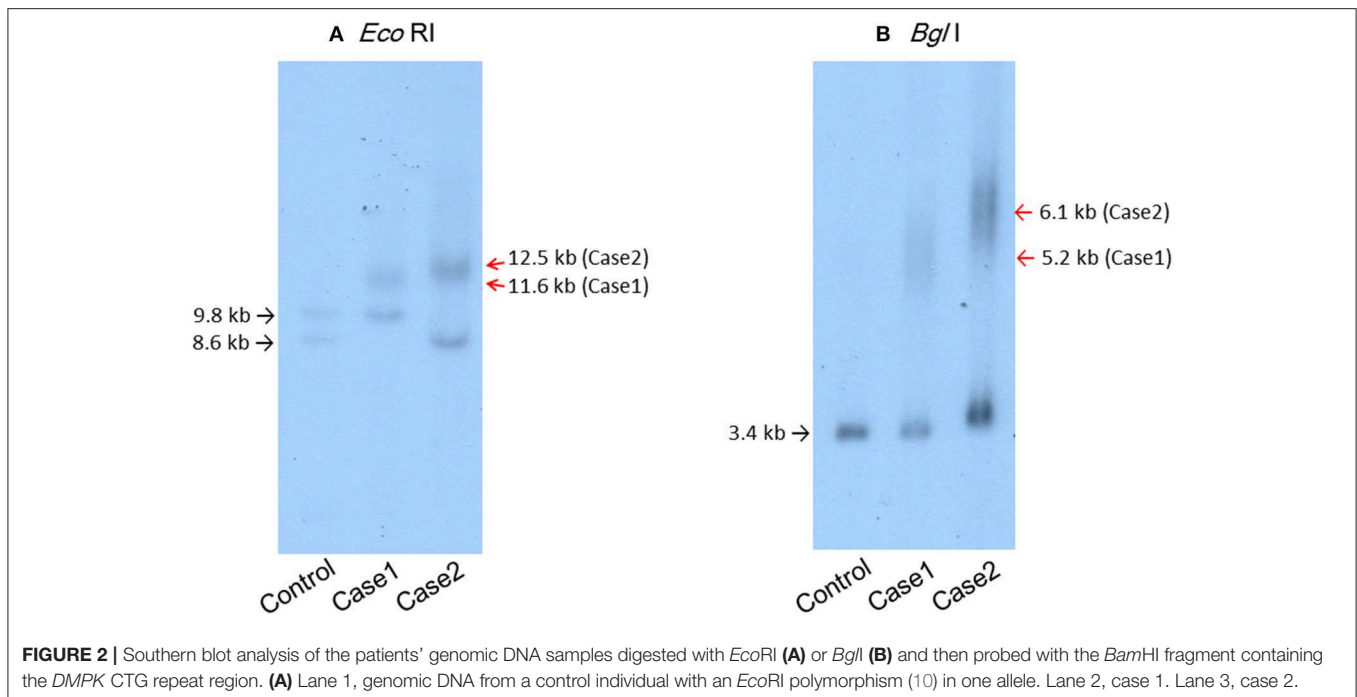 A Eco RI
B Bgl I
12.5 kb (Case2)
11.6 kb (Case1)
9.8 kb
8.6 kb
Control
Case1
Case2
6.1 kb (Case2)
5.2 kb (Case1)
3.4 kb
Control
Case1
Case2
FIGURE 2 | Southern blot analysis of the patients' genomic DNA samples digested with EcoRI (A) or BglI (B) and then probed with the BamHI fragment containing
the DMPK CTG repeat region. (A) Lane 1, genomic DNA from a control individual with an EcoRI polymorphism (10) in one allele. Lane 2, case 1. Lane 3, case 2.